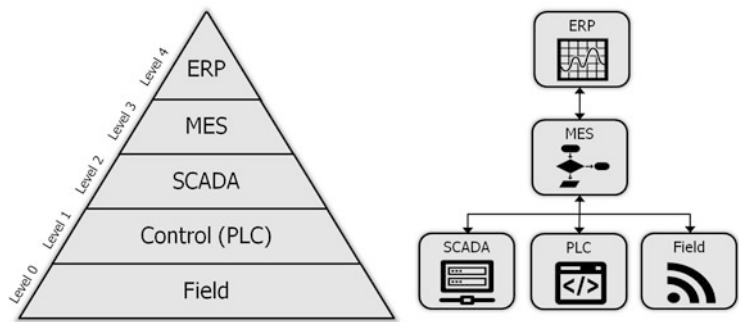 Level 4
ERP
Level 3
MES
Level 2
SCADA
Level 1
Control (PLC)
Level 0
Field
ERP
MES
SCADA
PLC
</>
Field